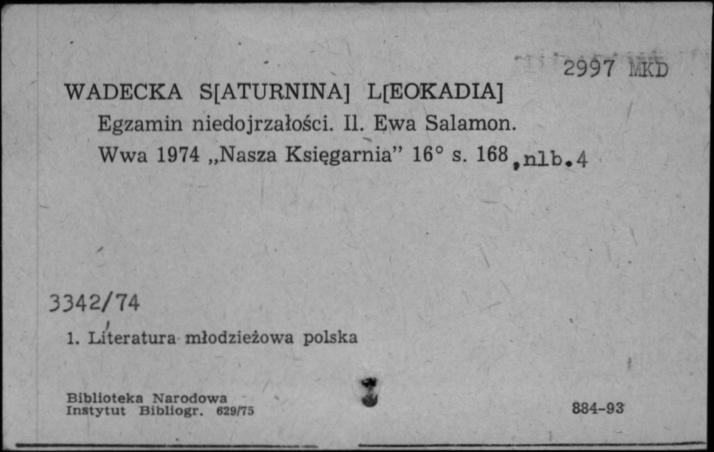 2997 MKD
WADECKA S[ATURNINA] L[EOKADIA]
Egzamin niedojrzałości. Il. Ewa Salamon.
Wwa 1974 „Nasza Księgarnia” 16° s. 168, nlb. 4
3342/74
1. Literatura młodzieżowa polska
Biblioteka Narodowa
Instytut Bibliogr. 629/75
884-93